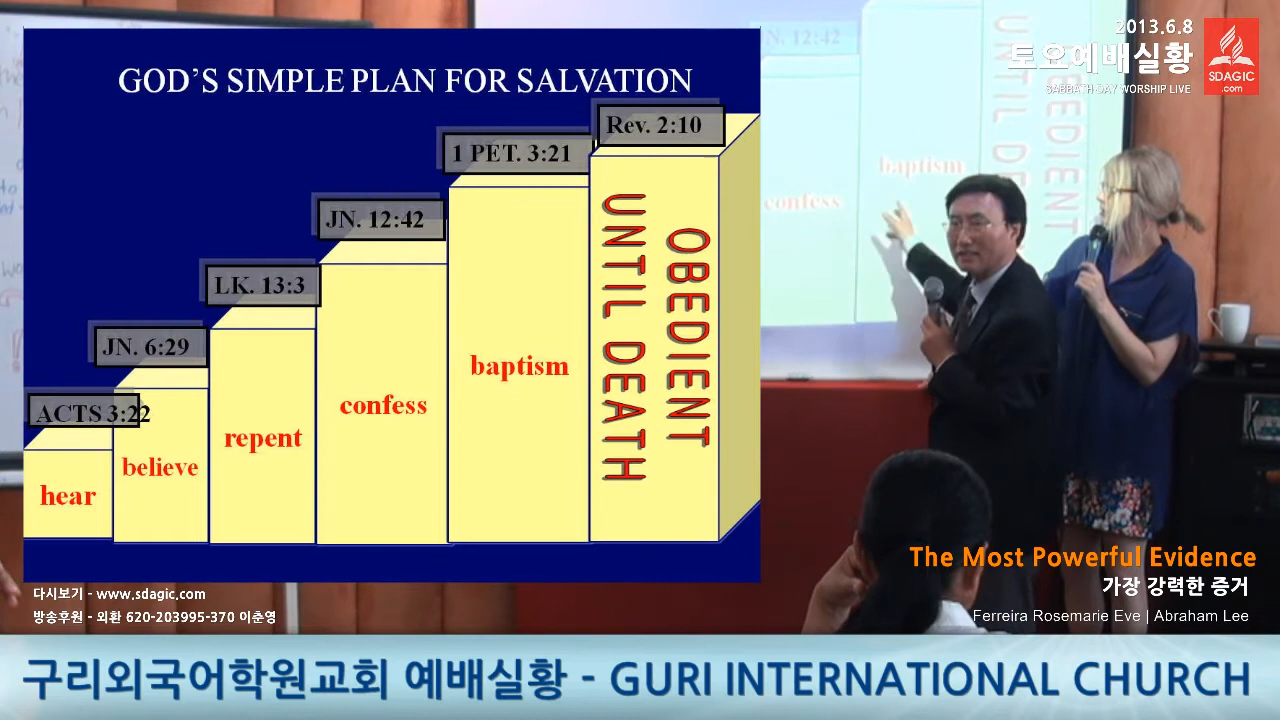 GOD'S SIMPLE PLAN FOR SALVATION
Rev. 2:10
1 PET. 3:21
JN. 12:42
LK. 13:3
JN. 6:29
ACTS 3:22
hear
believe
repent
confess
baptism
OBEDIENT
UNTIL DEATH
N. 12:42
confess
baptism
UNTIL D
OBEDIENT
2013.6.8
토요예배실황
SABBATH-DAY WORSHIP LIVE
SDAGIC
.com
The Most Powerful Evidence
가장 강력한 증거
Ferreira Rosemarie Eve | Abraham Lee
다시보기 - www.sdagic.com
방송후원 - 외환 620-203995-370 이춘영
구리외국어학원교회 예배실황 - GURI INTERNATIONAL CHURCH